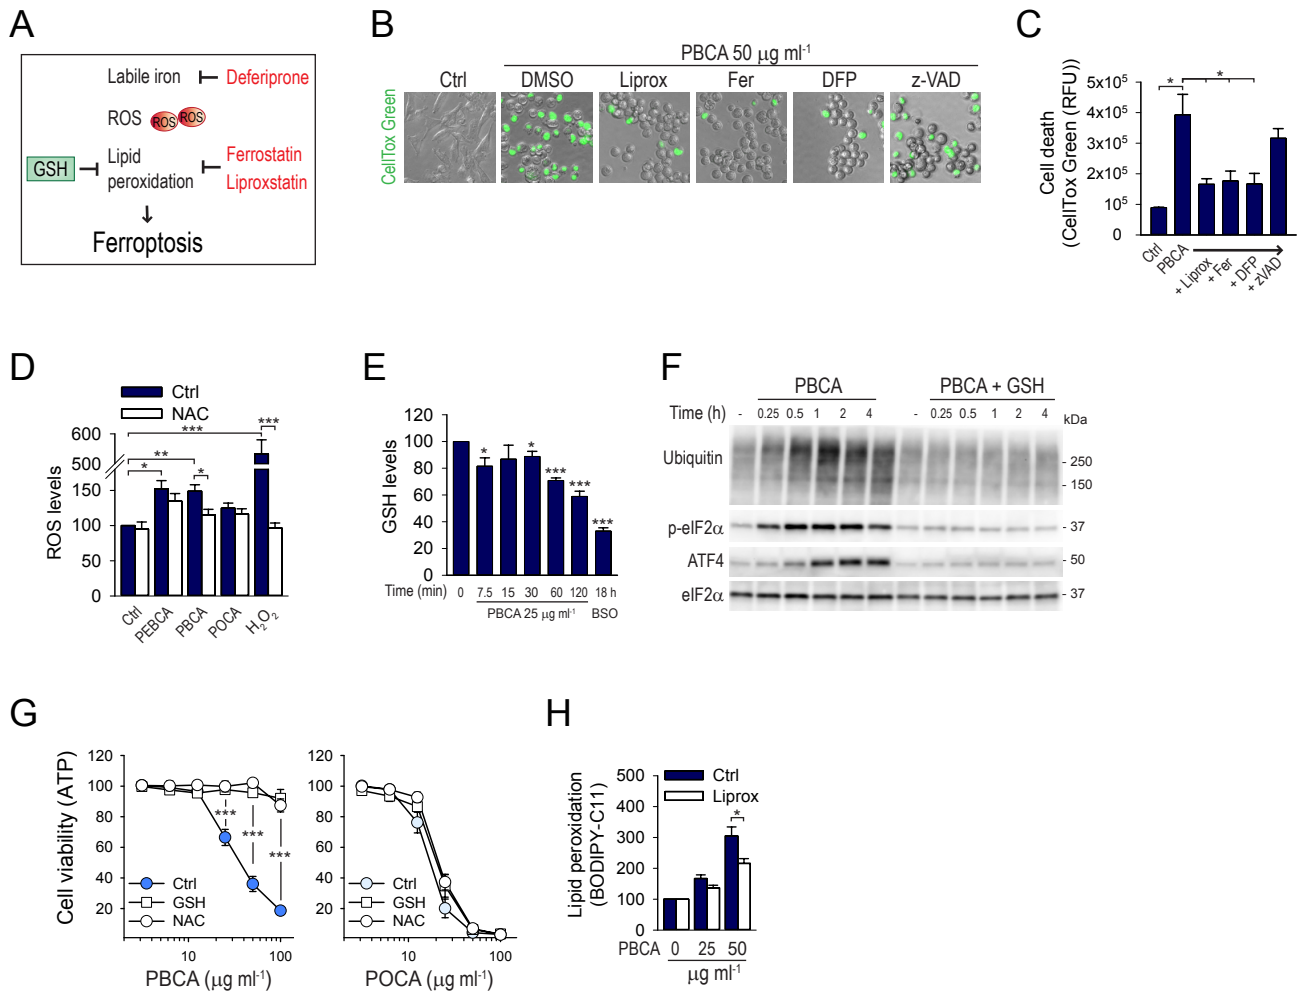 A
Labile iron
Deferiprone
ROS
ROS
ROS
GSH
Lipid
peroxidation
Ferrostatin
Liproxstatin
Ferroptosis
B
PBCA 50 µg ml-1
Ctrl
DMSO
Liprox
Fer
DFP
z-VAD
CellTox Green
C
Cell death
(CellTox Green (RFU))
5x10⁵
4x10⁵
3x10⁵
2x10⁵
10⁵
0
*
*
Ctrl
PBCA
+ Liprox
+ Fer
+ DFP
+ zVAD
D
Ctrl
NAC
ROS levels
600
500
150
100
50
0
***
***
**
*
*
Ctrl
PEBCA
PBCA
POCA
H₂O₂
E
GSH levels
120
100
80
60
40
20
0
*
*
***
***
***
Time (min)
0
7.5
15
30
60
120
18 h
PBCA 25 µg ml-1
BSO
F
PBCA
PBCA + GSH
Time (h)
-
0.25
0.5
1
2
4
-
0.25
0.5
1
2
4
kDa
Ubiquitin
- 250
- 150
p-eIF2α
- 37
ATF4
- 50
eIF2α
- 37
G
Cell viability (ATP)
120
100
80
60
40
20
***
***
***
Ctrl
GSH
NAC
10
100
PBCA (µg ml-1)
120
100
80
60
40
20
Ctrl
GSH
NAC
10
100
POCA (µg ml-1)
H
Lipid peroxidation
(BODIPY-C11)
500
400
300
200
100
0
Ctrl
Liprox
*
PBCA
0
25
50
µg ml-1